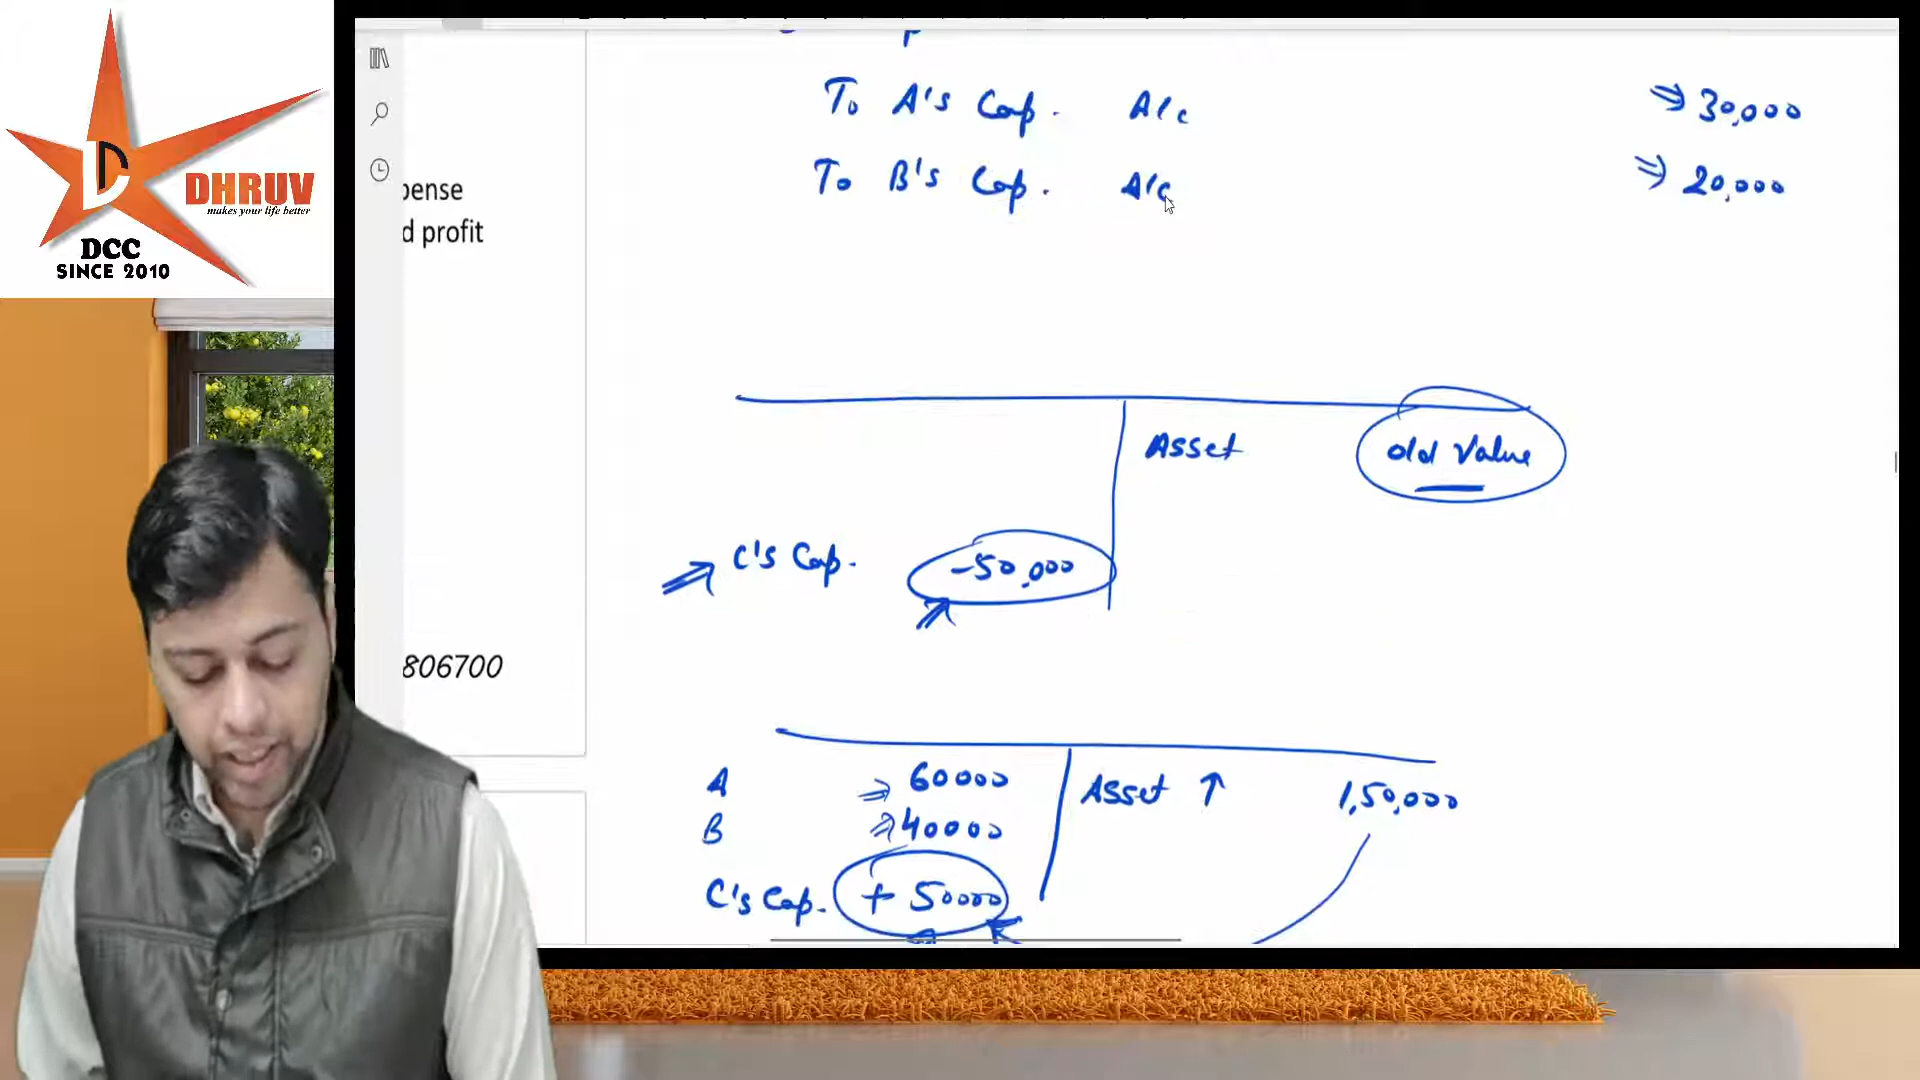 D
DHRUV
makes your life better
DCC
SINCE 2010
pense
d profit
806700
To A's Cap. A/c ⇒ 30,000
To B's Cap. A/c ⇒ 20,000
Asset old value
⇒ C's Cap. -50,000
A ⇒ 60000 Asset ↑ 1,50,000
B ⇒ 40000
C's Cap. + 50000